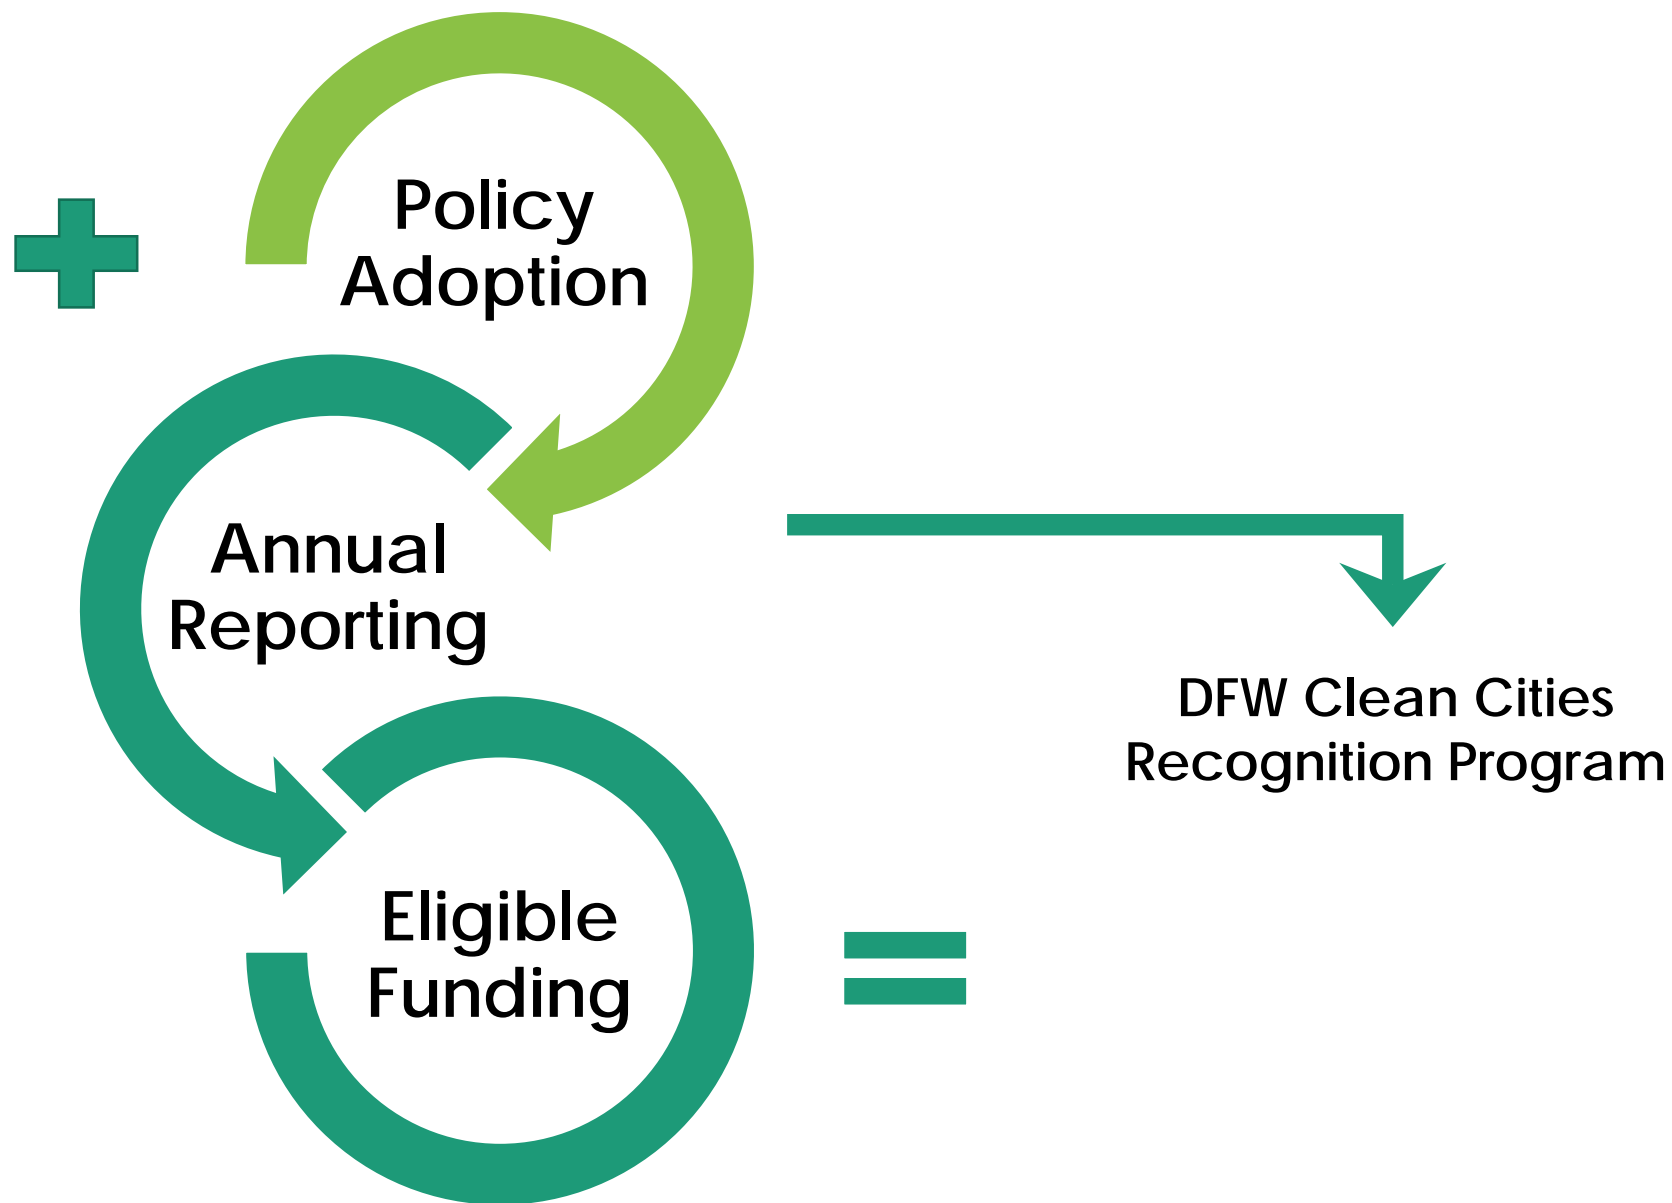 Policy
Adoption
Annual
Reporting
DFW Clean Cities
Recognition Program
Eligible
Funding